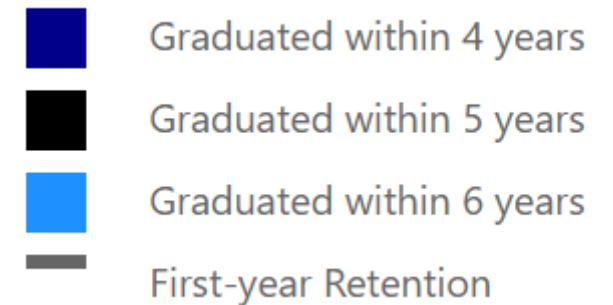 Graduated within 4 years
Graduated within 5 years
Graduated within 6 years
First-year Retention